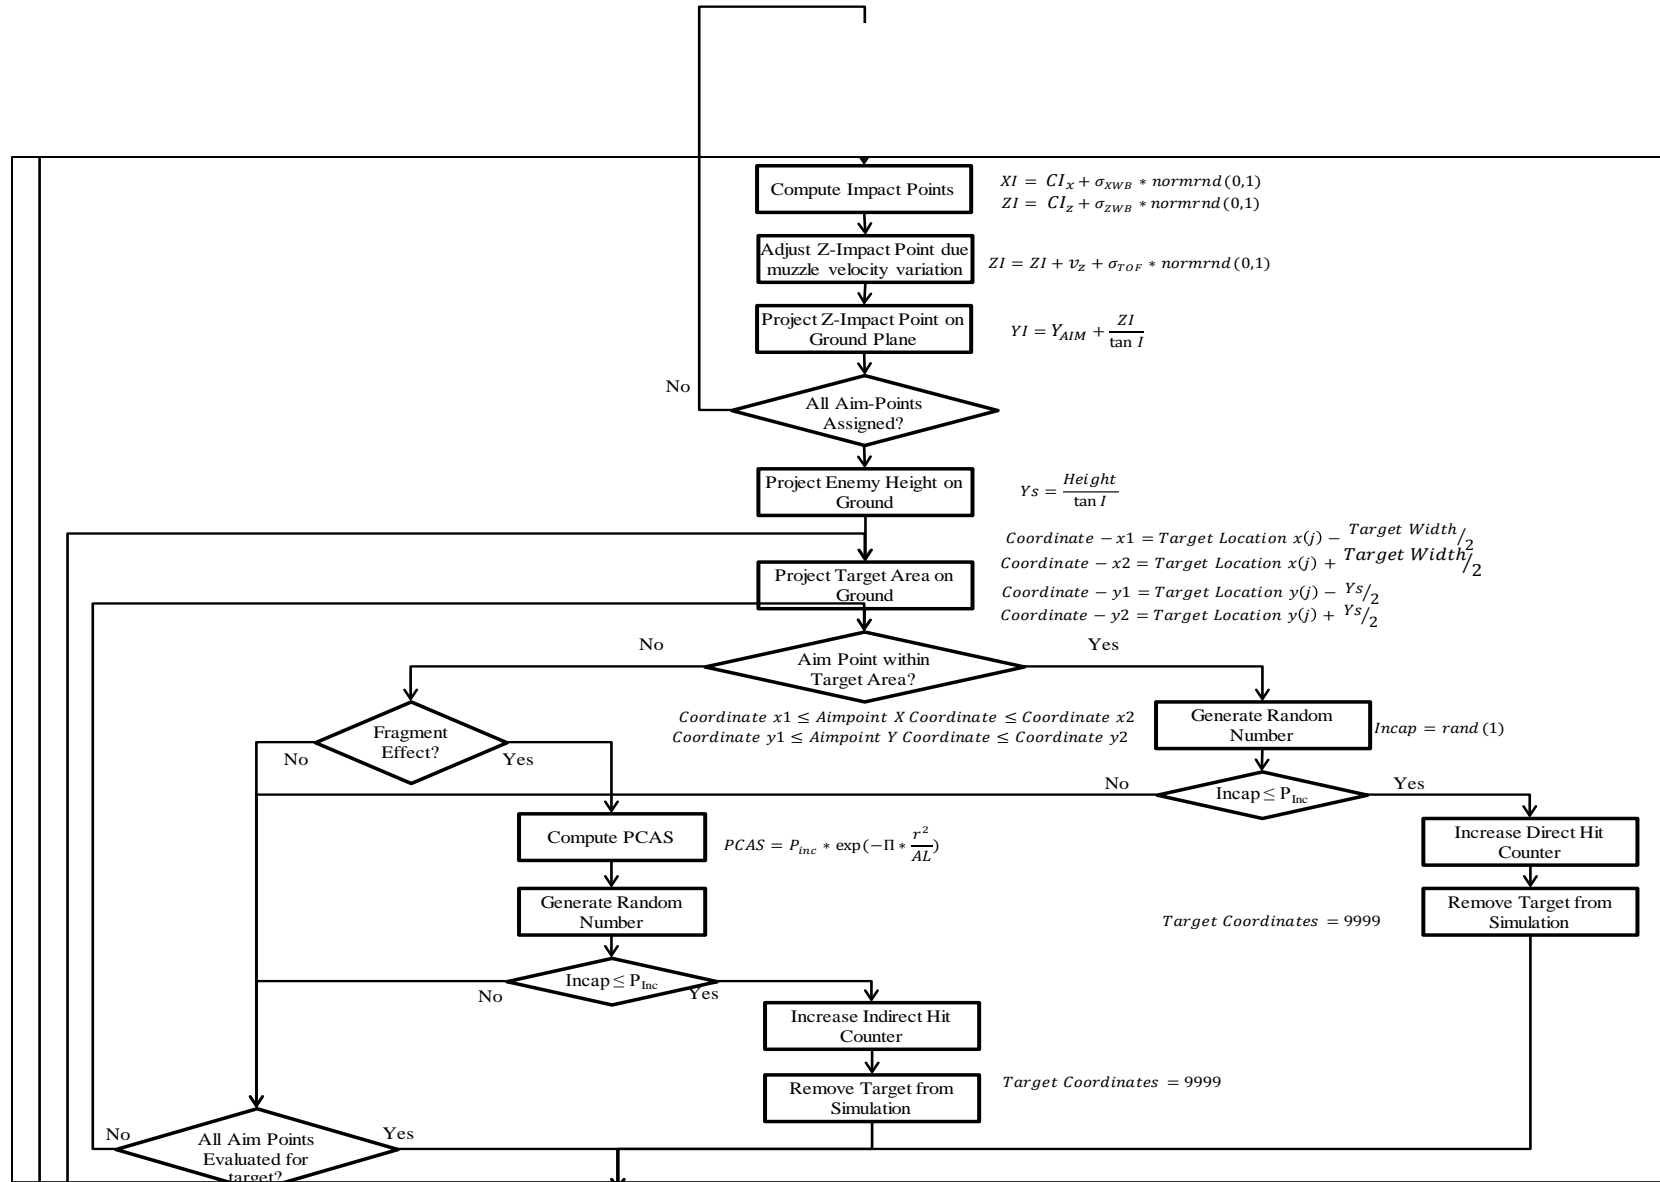 Compute Impact Points
XI = CI_x + σ_XWB * normrnd(0,1)
ZI = CI_z + σ_ZWB * normrnd(0,1)
Adjust Z-Impact Point due
muzzle velocity variation
ZI = ZI + v_z + σ_TOF * normrnd(0,1)
Project Z-Impact Point on
Ground Plane
YI = Y_AIM + ZI/tan I
No
All Aim-Points
Assigned?
Project Enemy Height on
Ground
Ys = Height/tan I
Project Target Area on
Ground
Coordinate − x1 = Target Location x(j) − Target Width/2
Coordinate − x2 = Target Location x(j) + Target Width/2
Coordinate − y1 = Target Location y(j) − Ys/2
Coordinate − y2 = Target Location y(j) + Ys/2
No
Aim Point within
Target Area?
Yes
Coordinate x1 ≤ Aimpoint X Coordinate ≤ Coordinate x2
Coordinate y1 ≤ Aimpoint Y Coordinate ≤ Coordinate y2
Generate Random
Number
Incap = rand(1)
Fragment
Effect?
No
Yes
No
Incap ≤ P_Inc
Yes
Compute PCAS
PCAS = P_inc * exp(−Π * r²/AL)
Increase Direct Hit
Counter
Generate Random
Number
Remove Target from
Simulation
Target Coordinates = 9999
Incap ≤ P_Inc
No
Yes
Increase Indirect Hit
Counter
Remove Target from
Simulation
Target Coordinates = 9999
No
All Aim Points
Evaluated for
target?
Yes